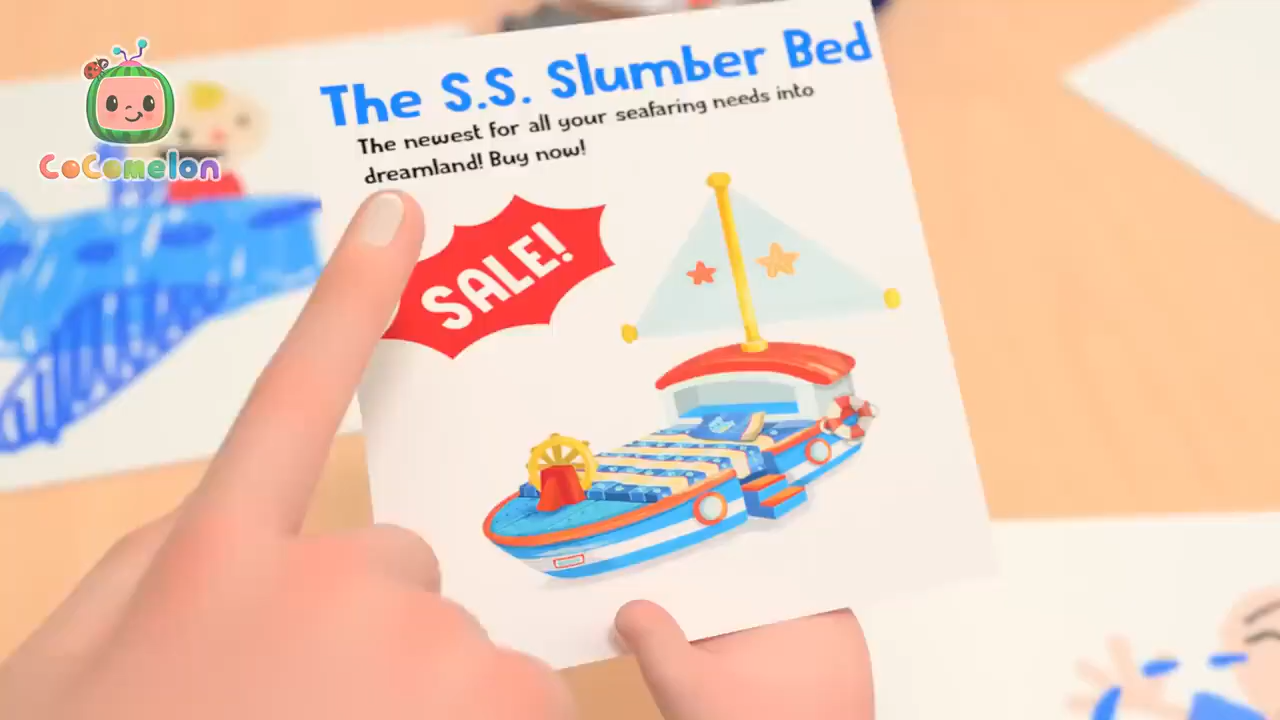 CoComelon
The S.S. Slumber Bed
The newest for all your seafaring needs into
dreamland! Buy now!
SALE!